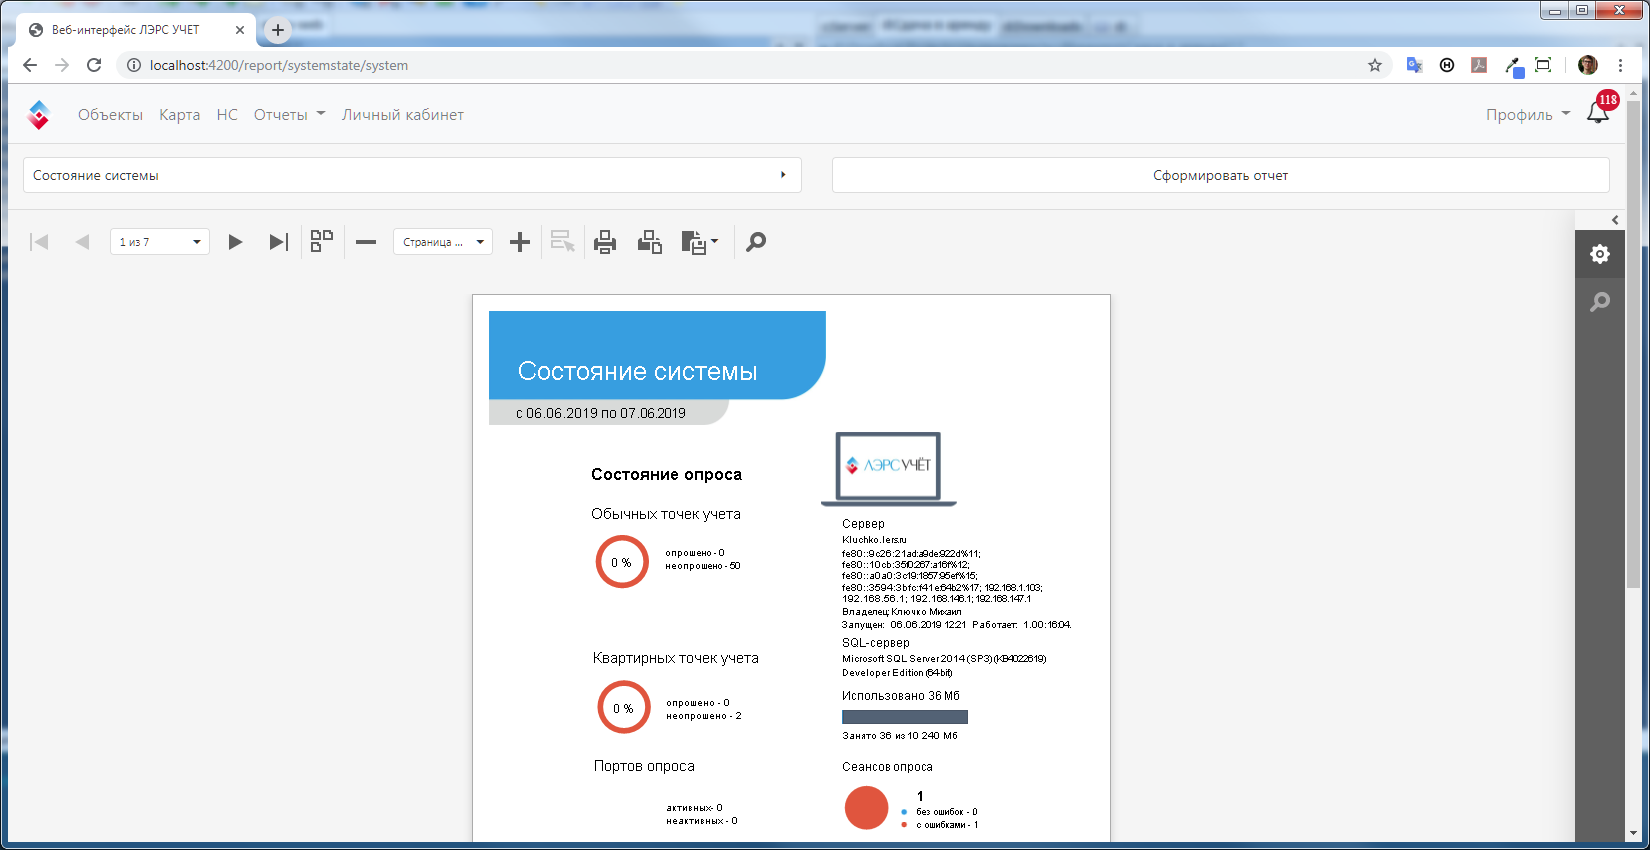 Веб-интерфейс ЛЭРС УЧЕТ
localhost:4200/report/systemstate/system
Объекты Карта НС Отчеты Личный кабинет
Профиль
118
Состояние системы
Сформировать отчет
1 из 7
Страница ...
Состояние системы
с 06.06.2019 по 07.06.2019
ЛЭРС УЧЁТ
Состояние опроса
Обычных точек учета
0 %
опрошено - 0
неопрошено - 50
Квартирных точек учета
0 %
опрошено - 0
неопрошено - 2
Портов опроса
активных- 0
неактивных - 0
Сервер
Kluchko.lers.ru
fe80::9c26:21ad:a9de:922d%11;
fe80::10cb:35f0:267:a16f%12;
fe80::a0a0:3c19:1857:95ef%15;
fe80::3594:3bfc:f41e:64b2%17; 192.168.1.103;
192.168.56.1; 192.168.146.1; 192.168.147.1
Владелец: Ключко Михаил
Запущен: 06.06.2019 12:21 Работает: 1.00:16:04.
SQL-сервер
Microsoft SQL Server 2014 (SP3) (KB4022619)
Developer Edition (64-bit)
Использовано 36 Мб
Занято 36 из 10 240 Мб
Сеансов опроса
1
без ошибок - 0
с ошибками - 1